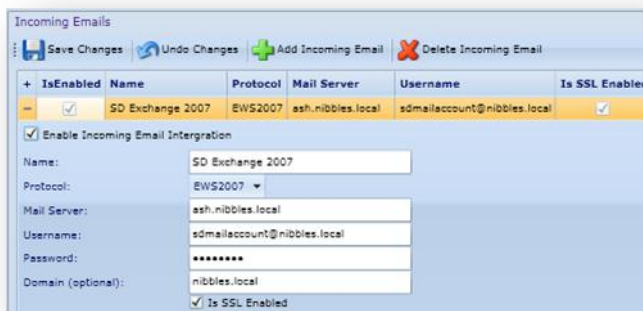 Incoming Emails
Save Changes Undo Changes Add Incoming Email Delete Incoming Email
+ IsEnabled Name Protocol Mail Server Username Is SSL Enabled
- SD Exchange 2007 EWS2007 ash.nibbles.local sdmailaccount@nibbles.local
Enable Incoming Email Intergration
Name: SD Exchange 2007
Protocol: EWS2007
Mail Server: ash.nibbles.local
Username: sdmailaccount@nibbles.local
Password: ••••••••
Domain (optional): nibbles.local
Is SSL Enabled